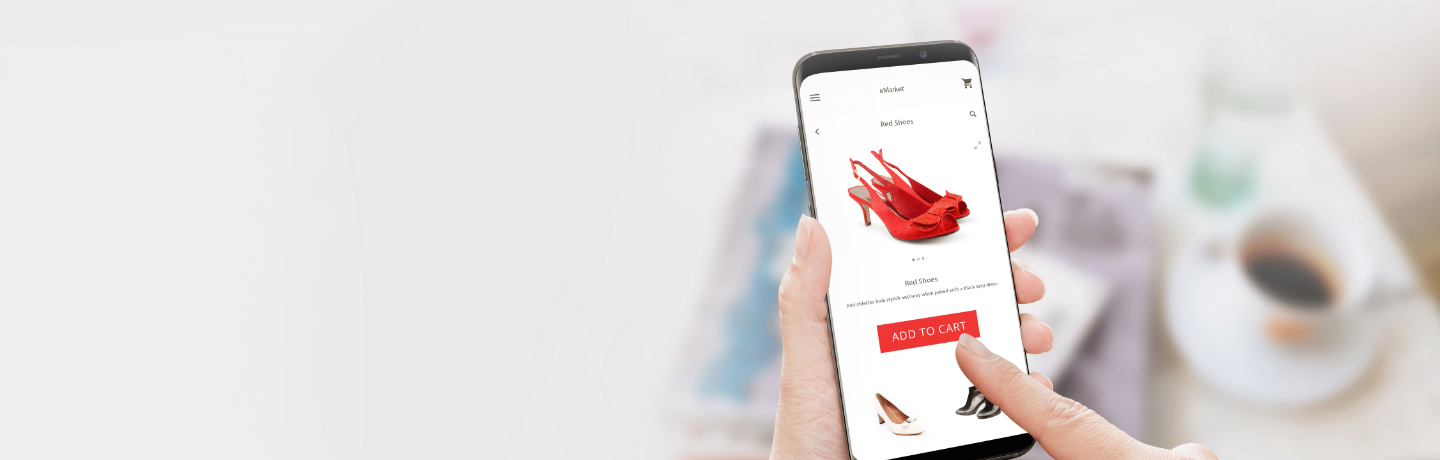 eMarket
Red Shoes
Red Shoes
Red stilettos look stylish and sexy when paired with a black strap dress
ADD TO CART